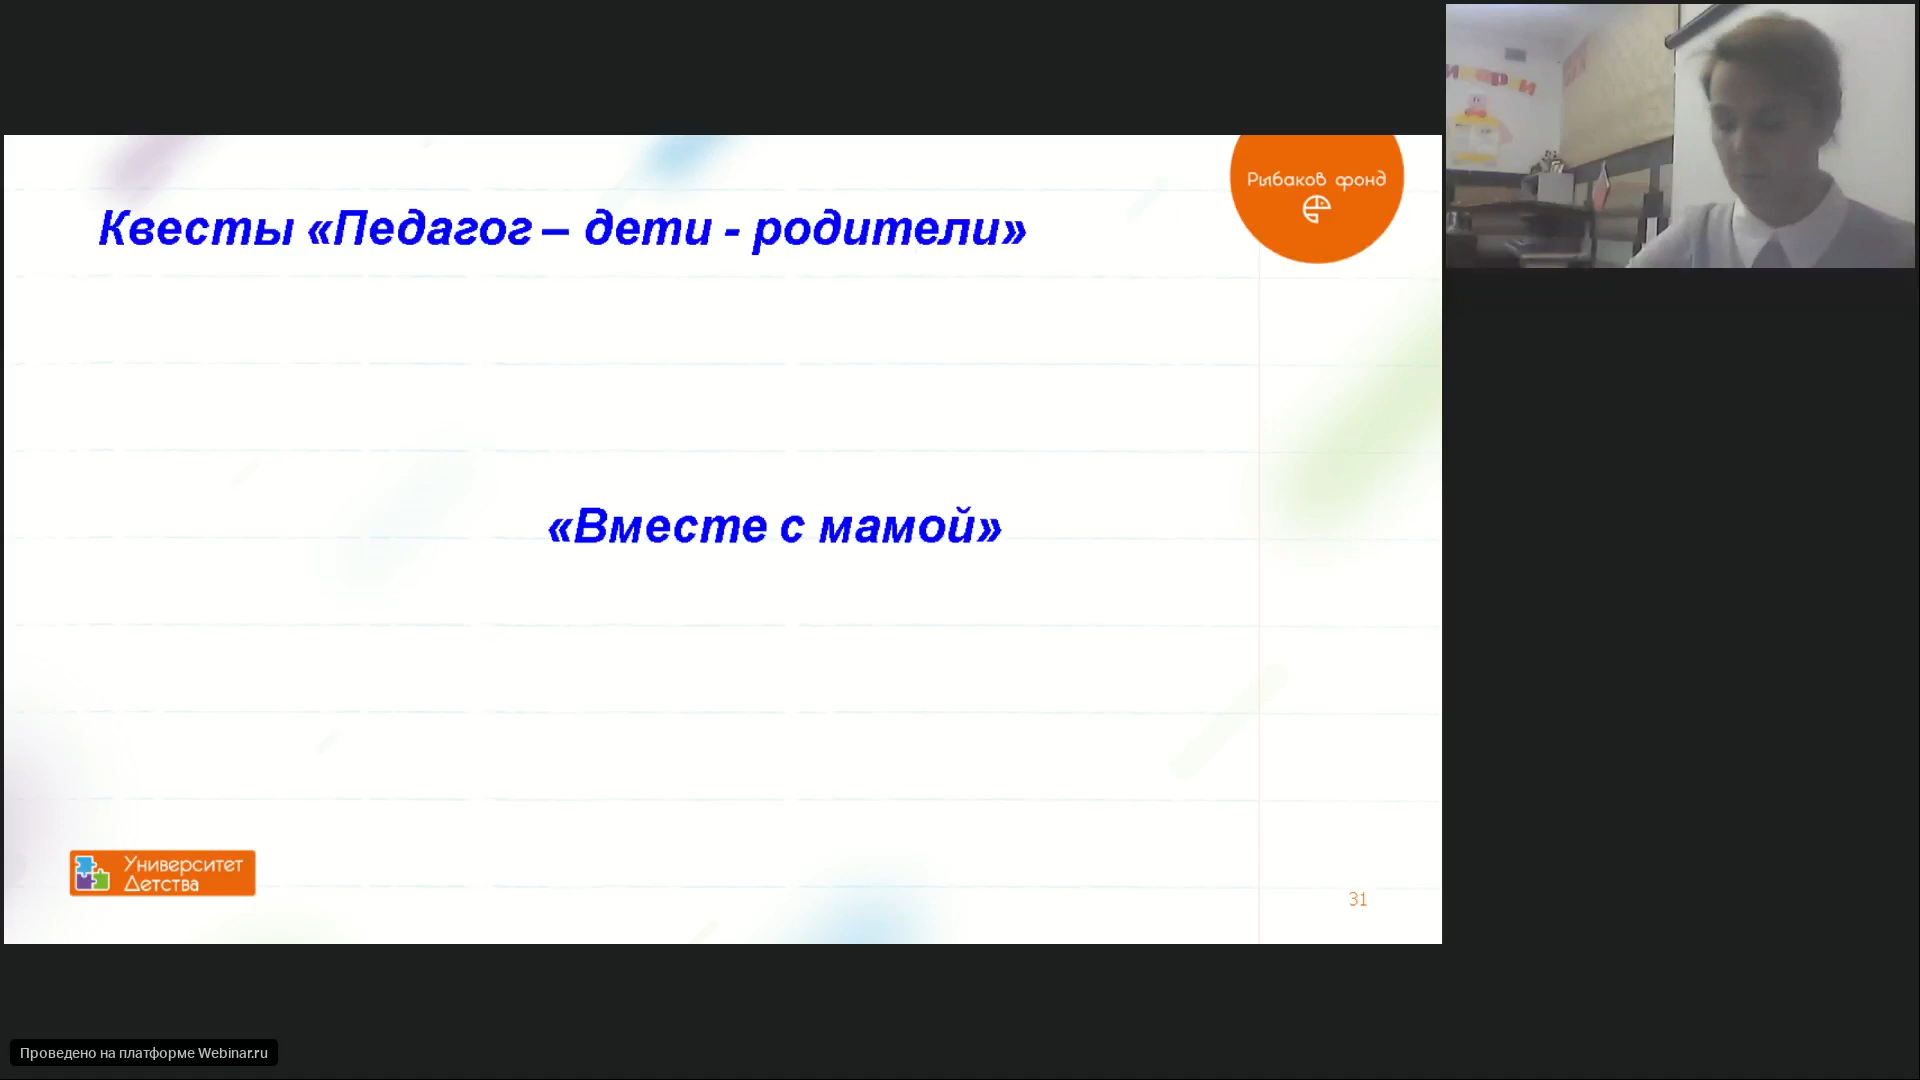 Рыбаков фонд
Квесты «Педагог – дети - родители»
«Вместе с мамой»
Университет
Детства
31
Проведено на платформе Webinar.ru